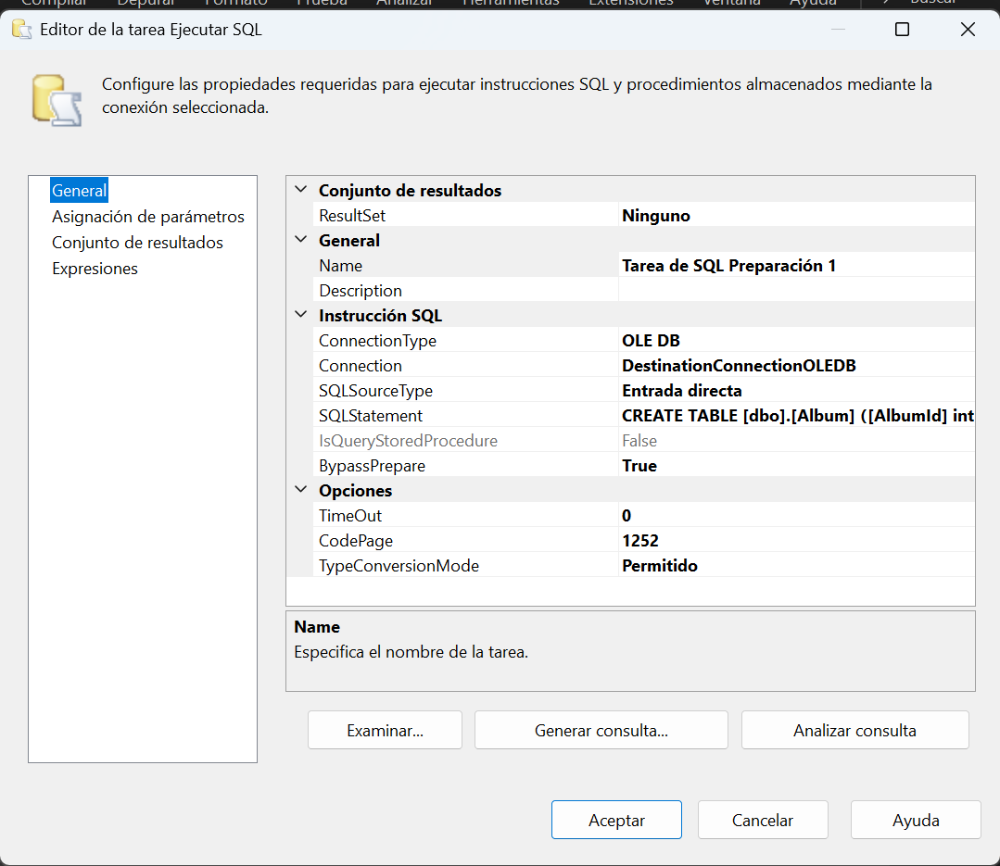 Compilar Depurar Formato Prueba Analizar Herramientas Extensiones Ventana Ayuda Buscar
Editor de la tarea Ejecutar SQL
Configure las propiedades requeridas para ejecutar instrucciones SQL y procedimientos almacenados mediante la
conexión seleccionada.
General
Asignación de parámetros
Conjunto de resultados
Expresiones
Conjunto de resultados
ResultSet Ninguno
General
Name Tarea de SQL Preparación 1
Description
Instrucción SQL
ConnectionType OLE DB
Connection DestinationConnectionOLEDB
SQLSourceType Entrada directa
SQLStatement CREATE TABLE [dbo].[Album] ([AlbumId] int
IsQueryStoredProcedure False
BypassPrepare True
Opciones
TimeOut 0
CodePage 1252
TypeConversionMode Permitido
Name
Especifica el nombre de la tarea.
Examinar... Generar consulta... Analizar consulta
Aceptar Cancelar Ayuda